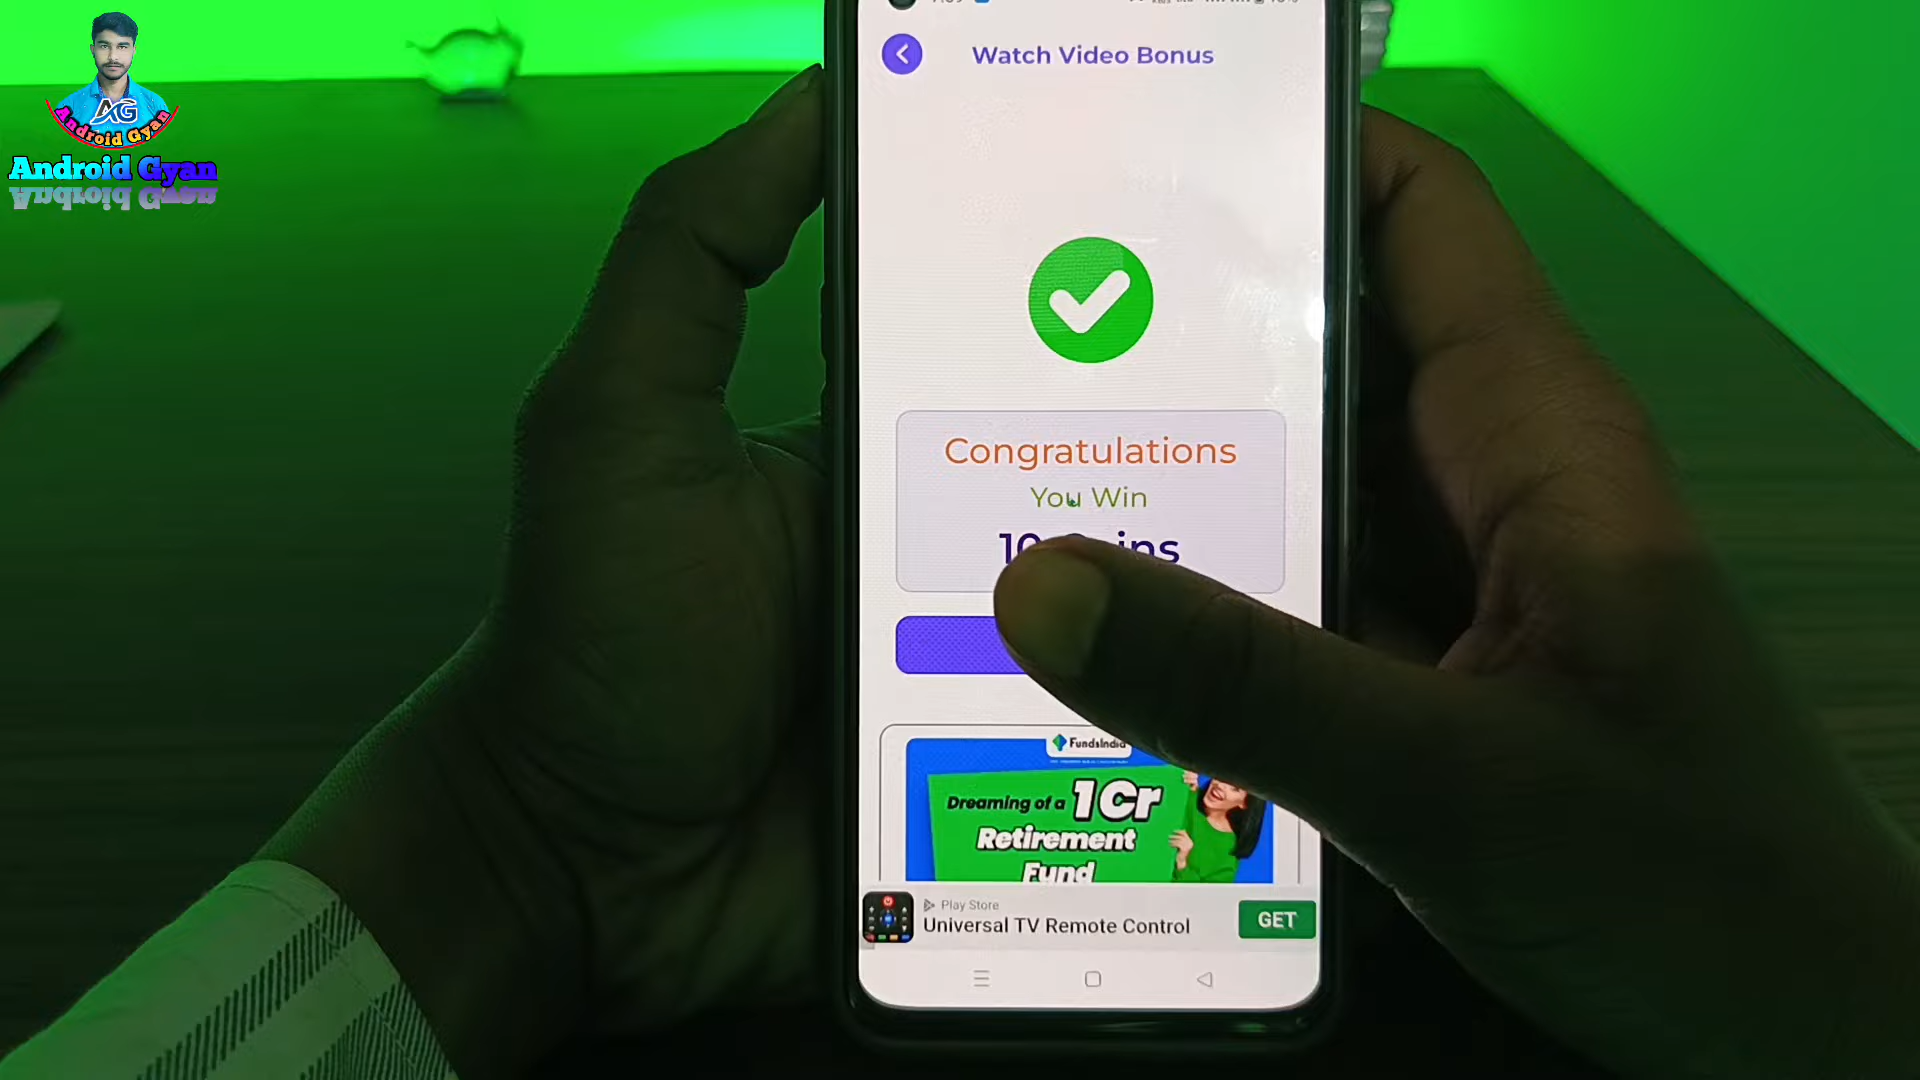 Watch Video Bonus
AG
Android Gyan
Android Gyan
Congratulations
You Win
FundsIndia
Dreaming of a 1Cr
Retirement
Fund
Play Store
Universal TV Remote Control
GET